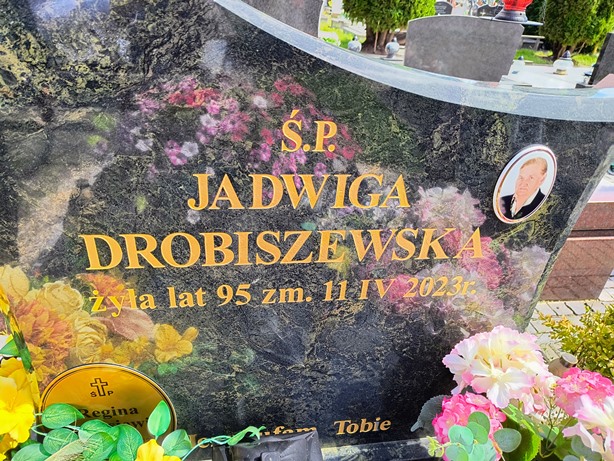 Ś.P.
JADWIGA
DROBISZEWSKA
żyła lat 95 zm. 11 IV 2023r.
Ś P
Regina
Tobie